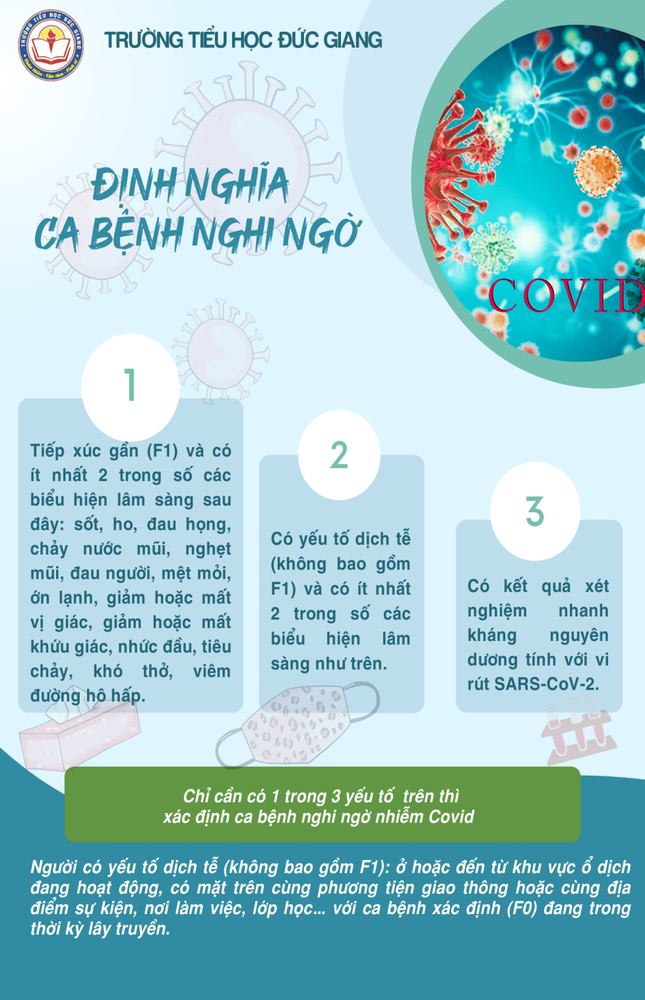 TRƯỜNG TIỂU HỌC ĐỨC GIANG
Thân thiện - Tận tâm - Tinh tế
TRƯỜNG TIỂU HỌC ĐỨC GIANG
ĐỊNH NGHĨA
CA BỆNH NGHI NGỜ
COVID
1
Tiếp xúc gần (F1) và có
ít nhất 2 trong số các
biểu hiện lâm sàng sau
đây: sốt, ho, đau họng,
chảy nước mũi, nghẹt
mũi, đau người, mệt mỏi,
ớn lạnh, giảm hoặc mất
vị giác, giảm hoặc mất
khứu giác, nhức đầu, tiêu
chảy, khó thở, viêm
đường hô hấp.
2
Có yếu tố dịch tễ
(không bao gồm
F1) và có ít nhất
2 trong số các
biểu hiện lâm
sàng như trên.
3
Có kết quả xét
nghiệm nhanh
kháng nguyên
dương tính với vi
rút SARS-CoV-2.
Chỉ cần có 1 trong 3 yếu tố trên thì
xác định ca bệnh nghi ngờ nhiễm Covid
Người có yếu tố dịch tễ (không bao gồm F1): ở hoặc đến từ khu vực ổ dịch
đang hoạt động, có mặt trên cùng phương tiện giao thông hoặc cùng địa
điểm sự kiện, nơi làm việc, lớp học... với ca bệnh xác định (F0) đang trong
thời kỳ lây truyền.